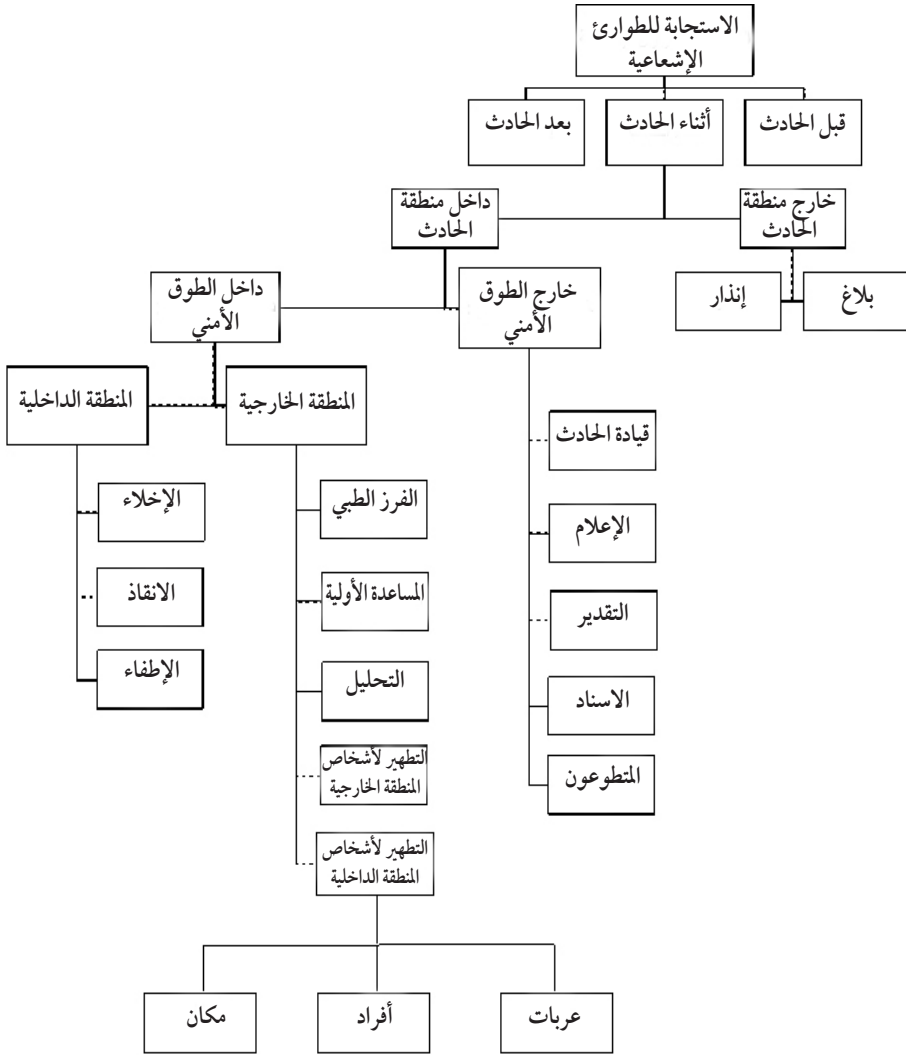 الاستجابة للطوارئ
الإشعاعية
قبل الحادث
أثناء الحادث
بعد الحادث
خارج منطقة
الحادث
داخل منطقة
الحادث
بلاغ
إنذار
خارج الطوق
الأمني
داخل الطوق
الأمني
قيادة الحادث
الإعلام
التقدير
الاسناد
المتطوعون
المنطقة الخارجية
المنطقة الداخلية
الفرز الطبي
المساعدة الأولية
التحليل
التطهير لأشخاص
المنطقة الخارجية
التطهير لأشخاص
المنطقة الداخلية
الإخلاء
الانقاذ
الإطفاء
عربات
أفراد
مكان